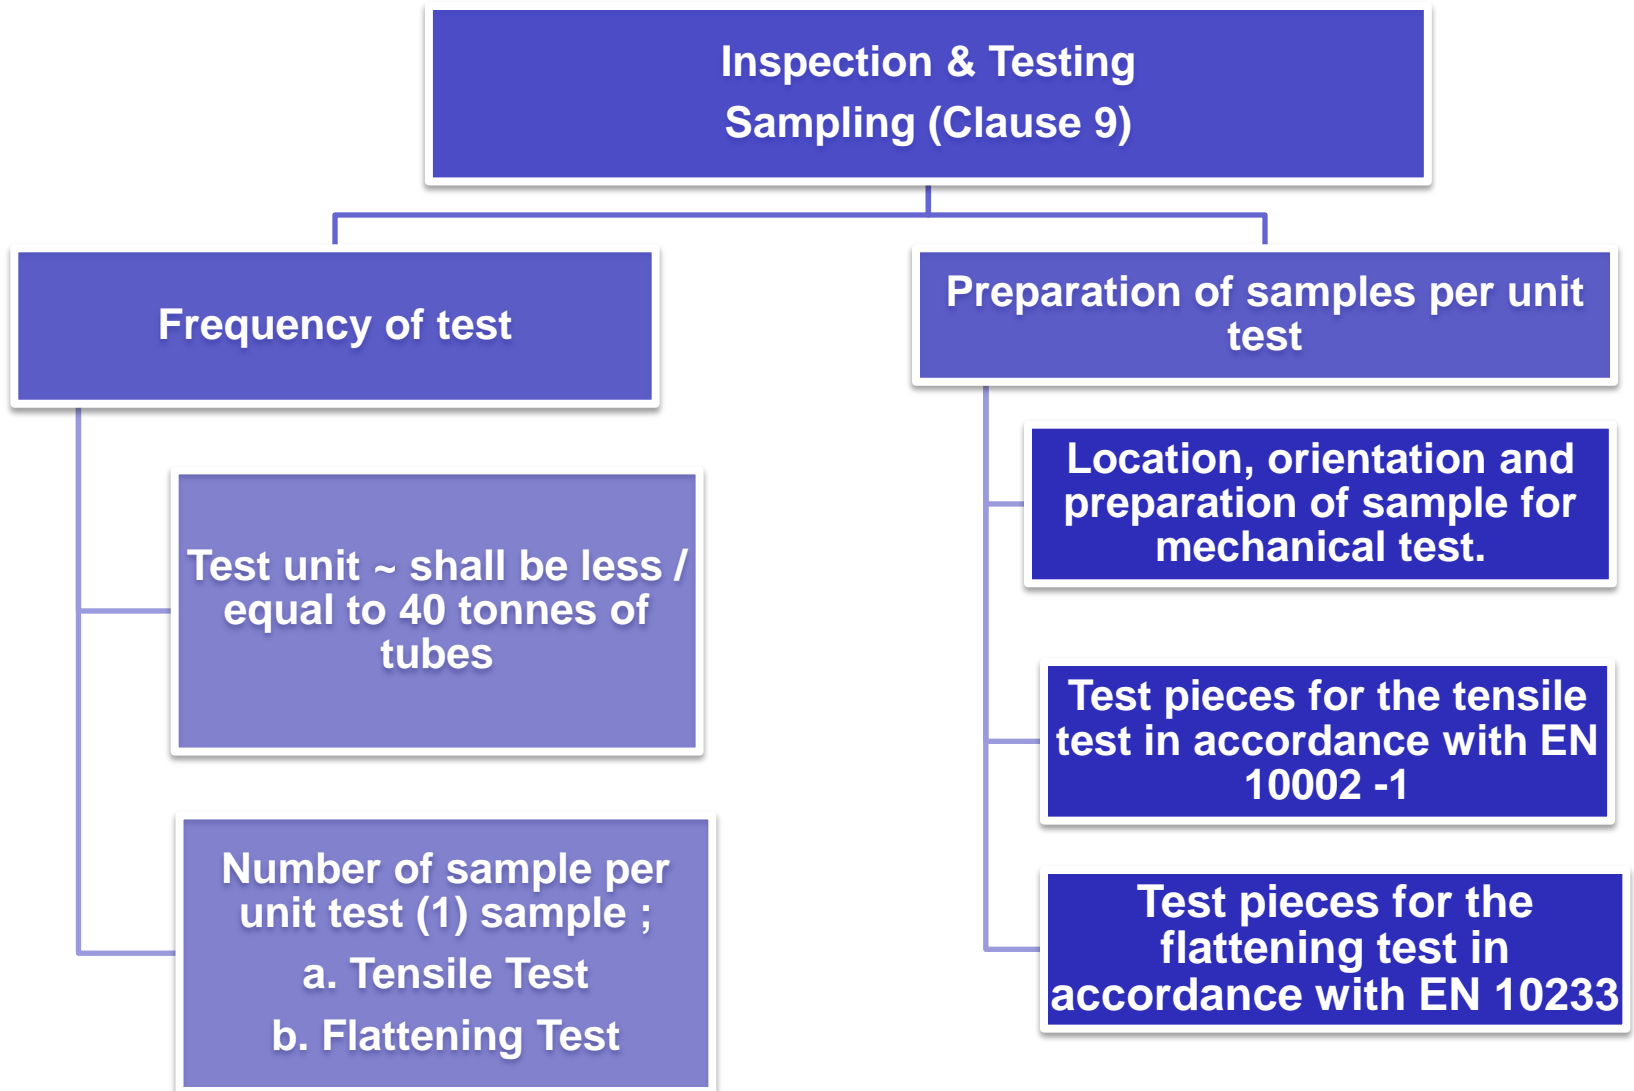 Inspection & Testing
Sampling (Clause 9)
Frequency of test
Test unit ~ shall be less /
equal to 40 tonnes of
tubes
Number of sample per
unit test (1) sample ;
a. Tensile Test
b. Flattening Test
Preparation of samples per unit
test
Location, orientation and
preparation of sample for
mechanical test.
Test pieces for the tensile
test in accordance with EN
10002 -1
Test pieces for the
flattening test in
accordance with EN 10233